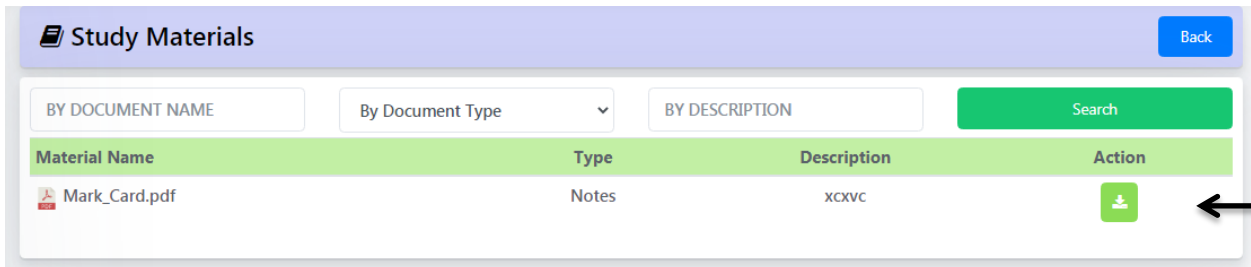 Study Materials Back
BY DOCUMENT NAME By Document Type BY DESCRIPTION Search
Material Name Type Description Action
PDF Mark_Card.pdf Notes xcxvc